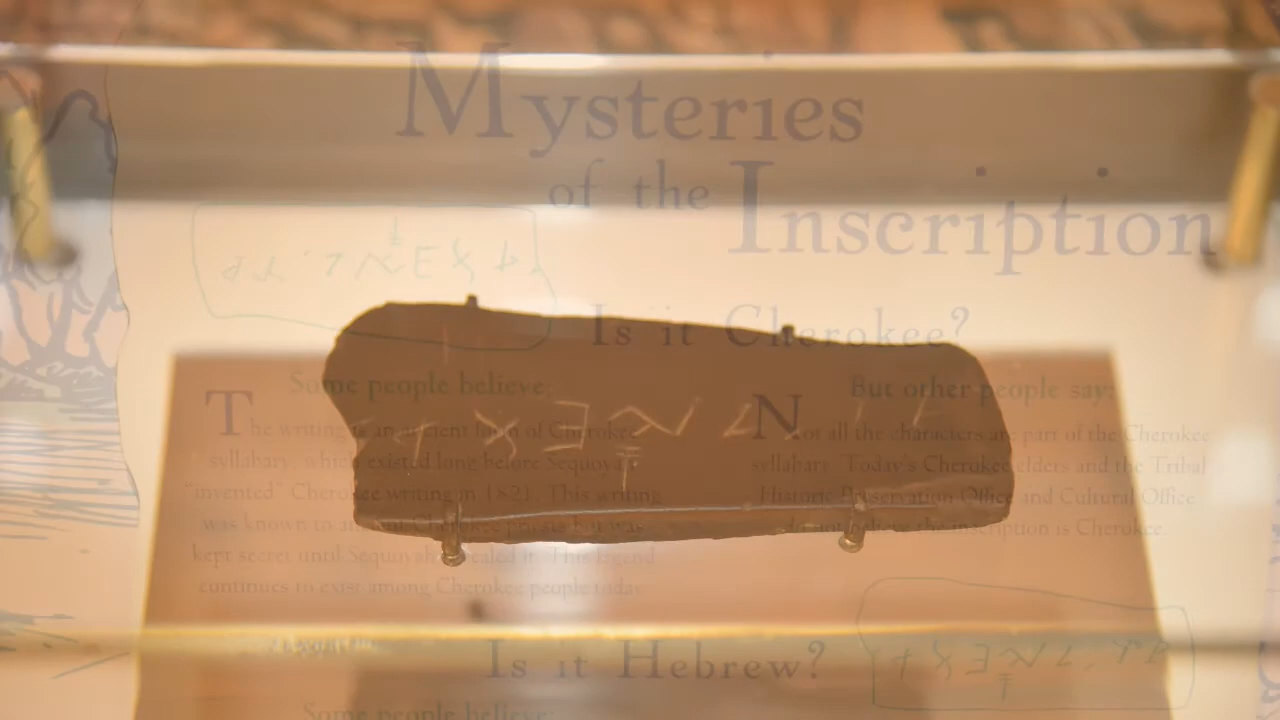 Mysteries
of the Inscription
Is it Cherokee?
Some people believe:
The writing is an ancient form of Cherokee
syllabary, which existed long before Sequoyah
"invented" Cherokee writing in 1821. This writing
was known to ancient Cherokee priests but was
kept secret until Sequoyah revealed it. This legend
continues to exist among Cherokee people today.
But other people say:
Not all the characters are part of the Cherokee
syllabary. Today's Cherokee elders and the Tribal
Historic Preservation Office and Cultural Office
do not believe the inscription is Cherokee.
Is it Hebrew?
Some people believe: